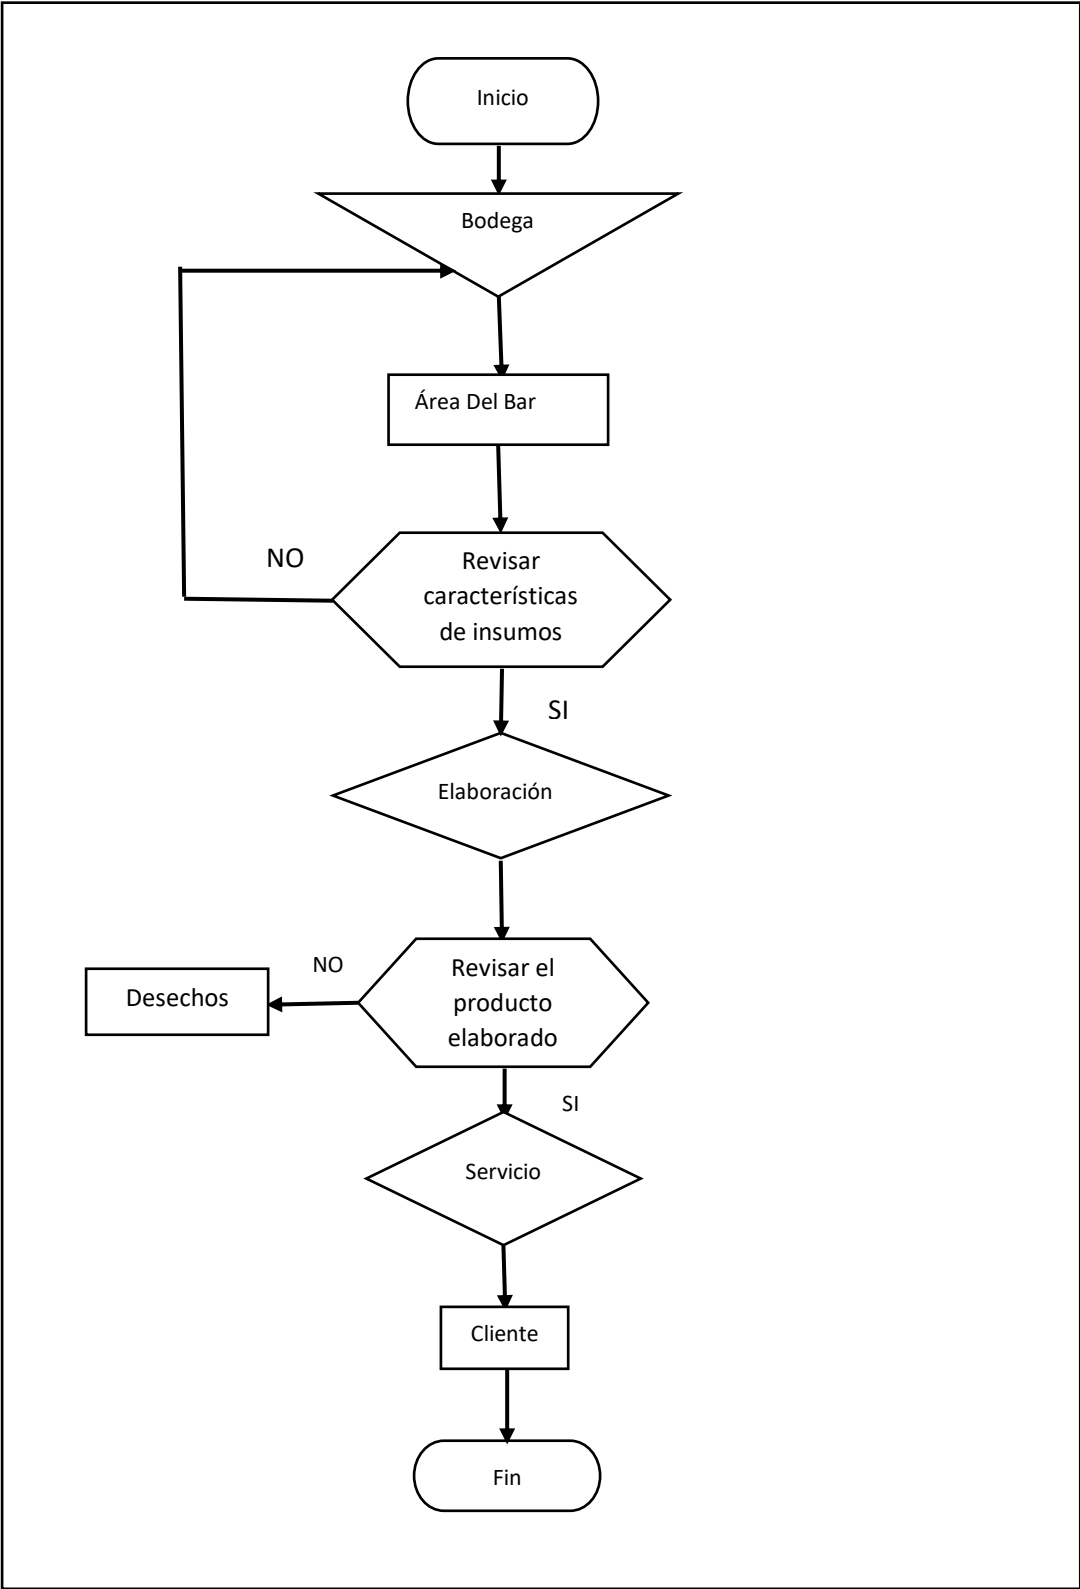 Inicio
Bodega
Área Del Bar
NO
Revisar
características
de insumos
SI
Elaboración
NO
Desechos
Revisar el
producto
elaborado
SI
Servicio
Cliente
Fin